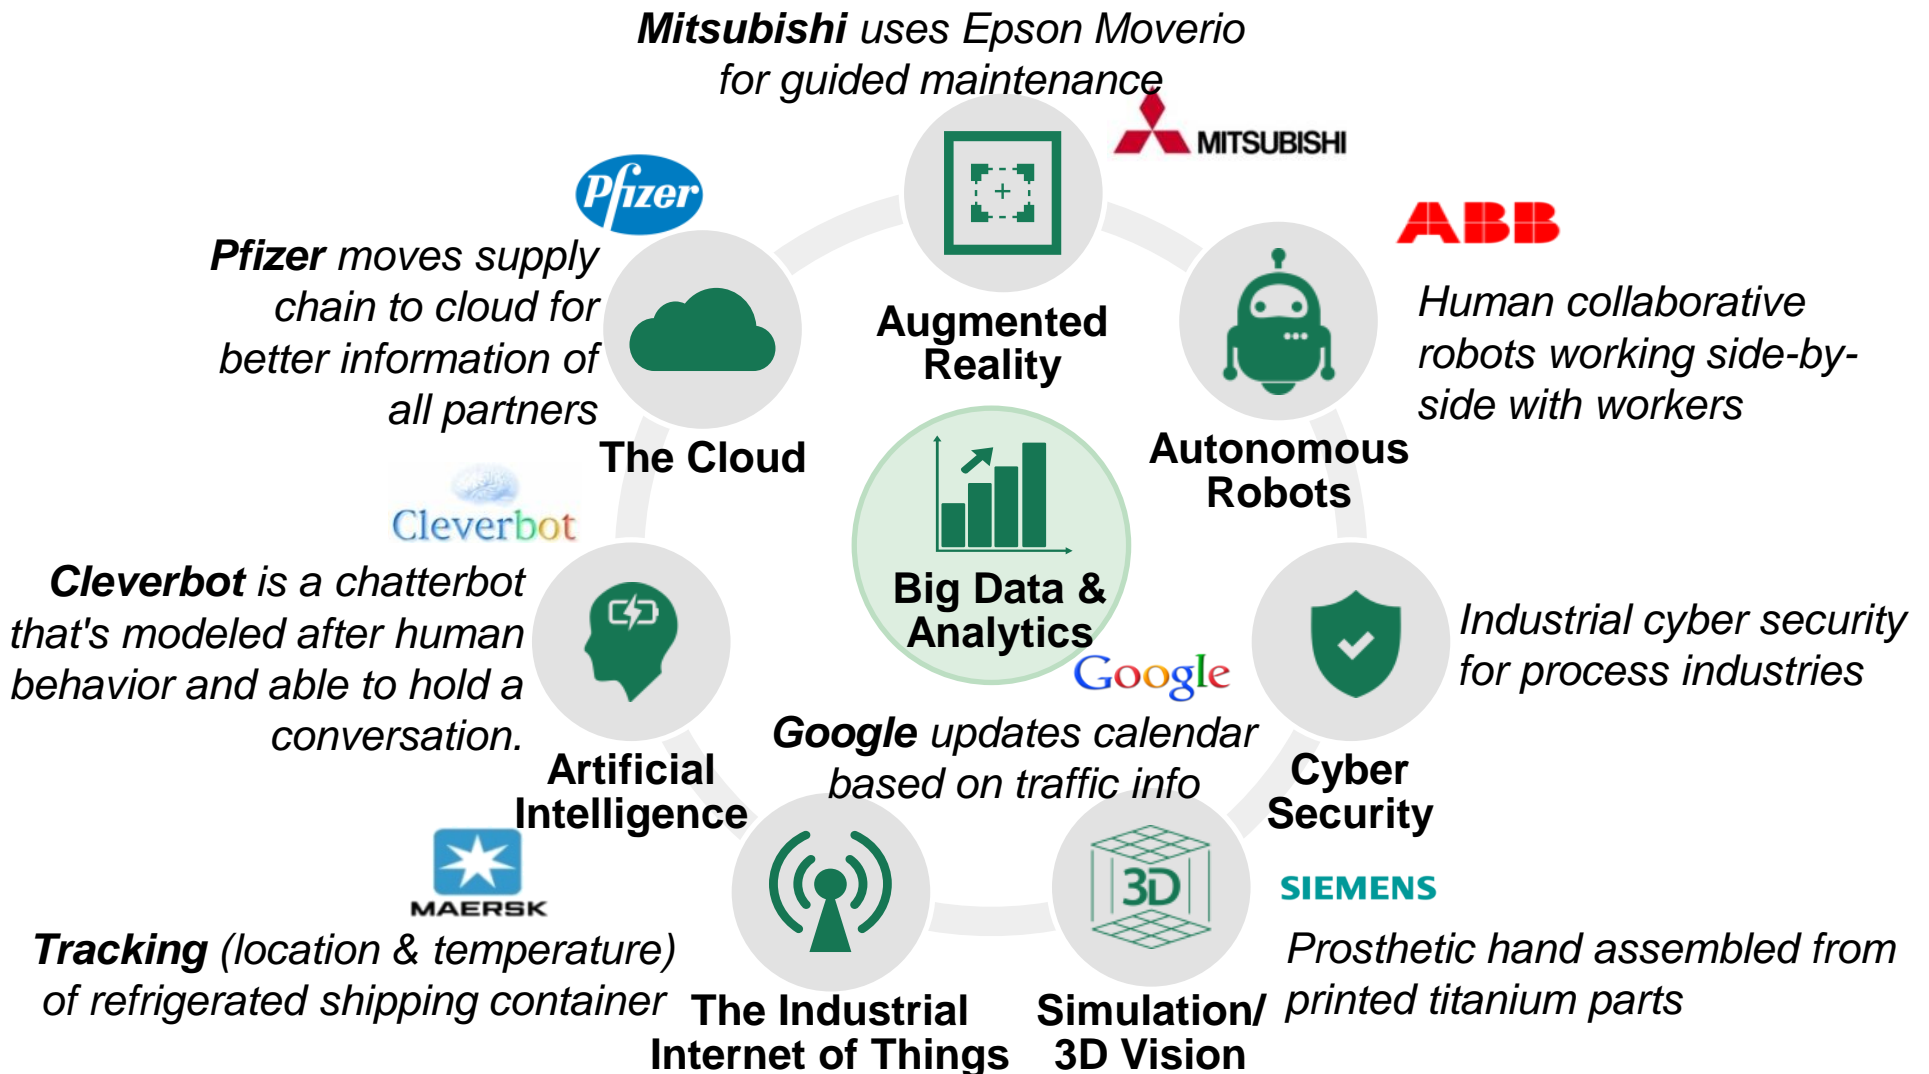 Mitsubishi uses Epson Moverio
for guided maintenance
MITSUBISHI
Pfizer
Pfizer moves supply
chain to cloud for
better information of
all partners
The Cloud
Augmented
Reality
ABB
Human collaborative
robots working side-by-
side with workers
Autonomous
Robots
Cleverbot
Cleverbot is a chatterbot
that's modeled after human
behavior and able to hold a
conversation.
Artificial
Intelligence
Big Data &
Analytics
Google
Google updates calendar
based on traffic info
Industrial cyber security
for process industries
Cyber
Security
MAERSK
Tracking (location & temperature)
of refrigerated shipping container
The Industrial
Internet of Things
3D
Simulation/
3D Vision
SIEMENS
Prosthetic hand assembled from
printed titanium parts